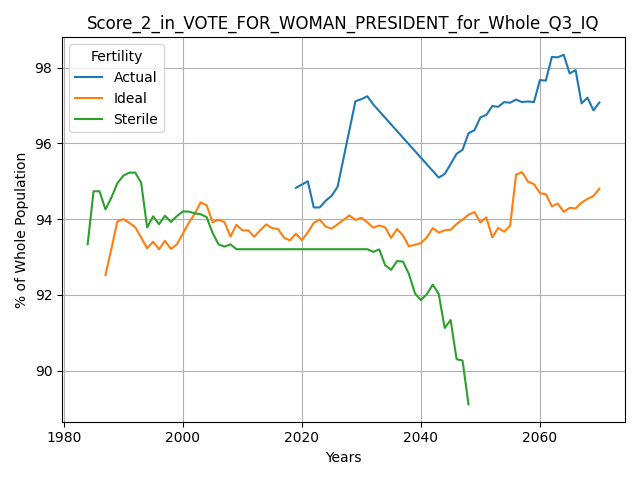 Score_2_in_VOTE_FOR_WOMAN_PRESIDENT_for_Whole_Q3_IQ
Fertility
Actual
Ideal
Sterile
% of Whole Population
98
96
94
92
90
1980
2000
2020
2040
2060
Years